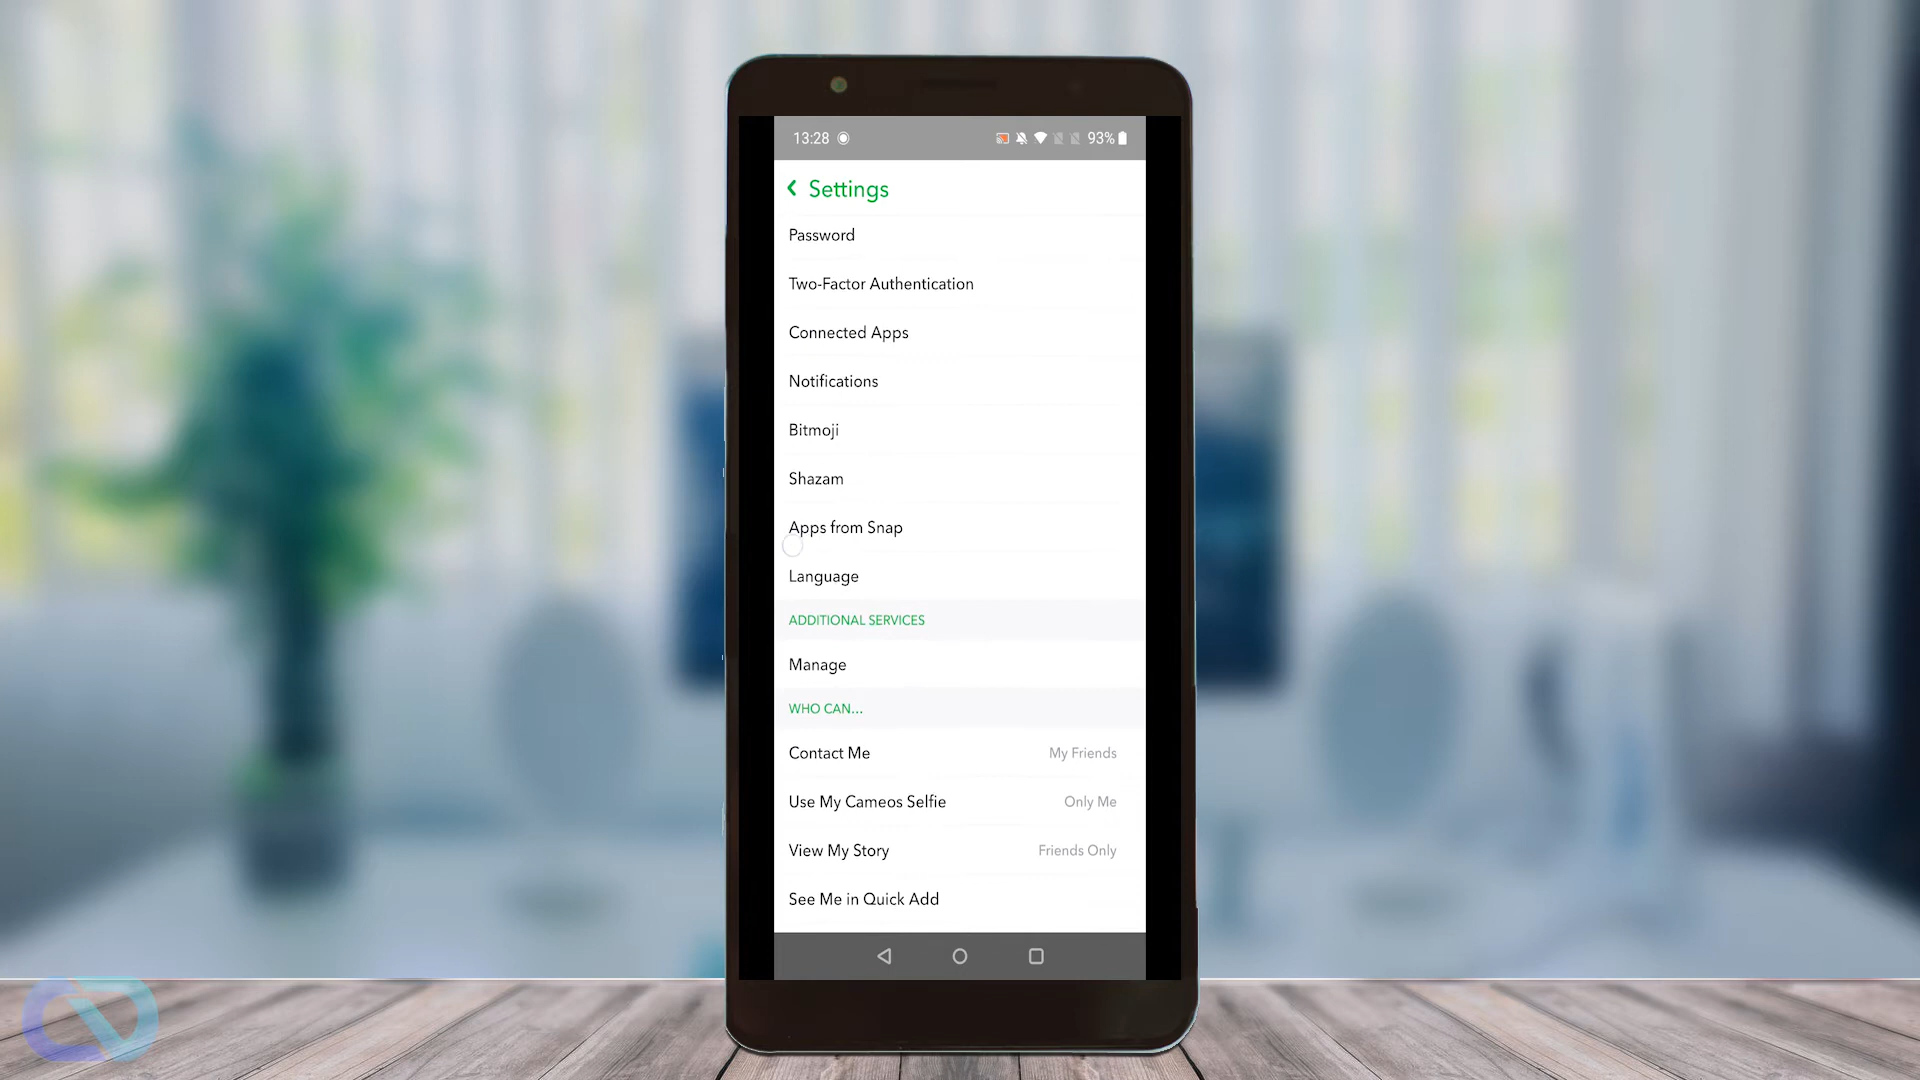 13:28 93%
Settings
Password
Two-Factor Authentication
Connected Apps
Notifications
Bitmoji
Shazam
Apps from Snap
Language
ADDITIONAL SERVICES
Manage
WHO CAN...
Contact Me My Friends
Use My Cameos Selfie Only Me
View My Story Friends Only
See Me in Quick Add